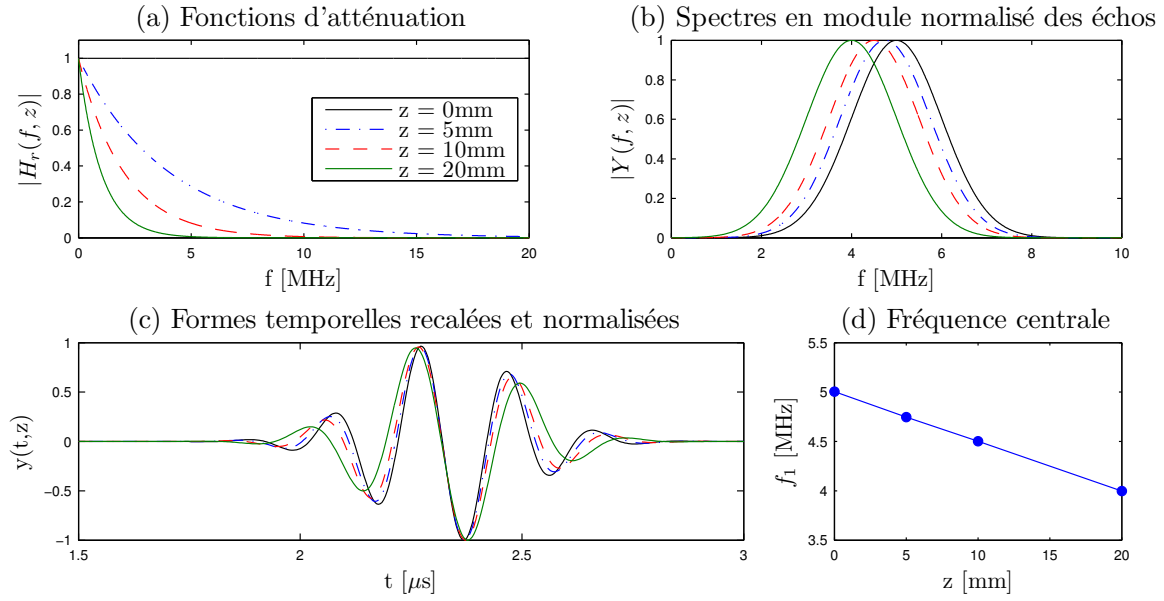 (a) Fonctions d'atténuation
1
0.8
0.6
0.4
0.2
0
|H_r(f, z)|
0 5 10 15 20
f [MHz]
z = 0mm
z = 5mm
z = 10mm
z = 20mm
(b) Spectres en module normalisé des échos
1
0.8
0.6
0.4
0.2
0
|Y(f, z)|
2 4 6 8 10
f [MHz]
(c) Formes temporelles recalées et normalisées
1
0.5
0
−0.5
−1
y(t,z)
1.5 2 2.5 3
t [μs]
(d) Fréquence centrale
5.5
5
4.5
4
3.5
f_1 [MHz]
0 5 10 15 20
z [mm]